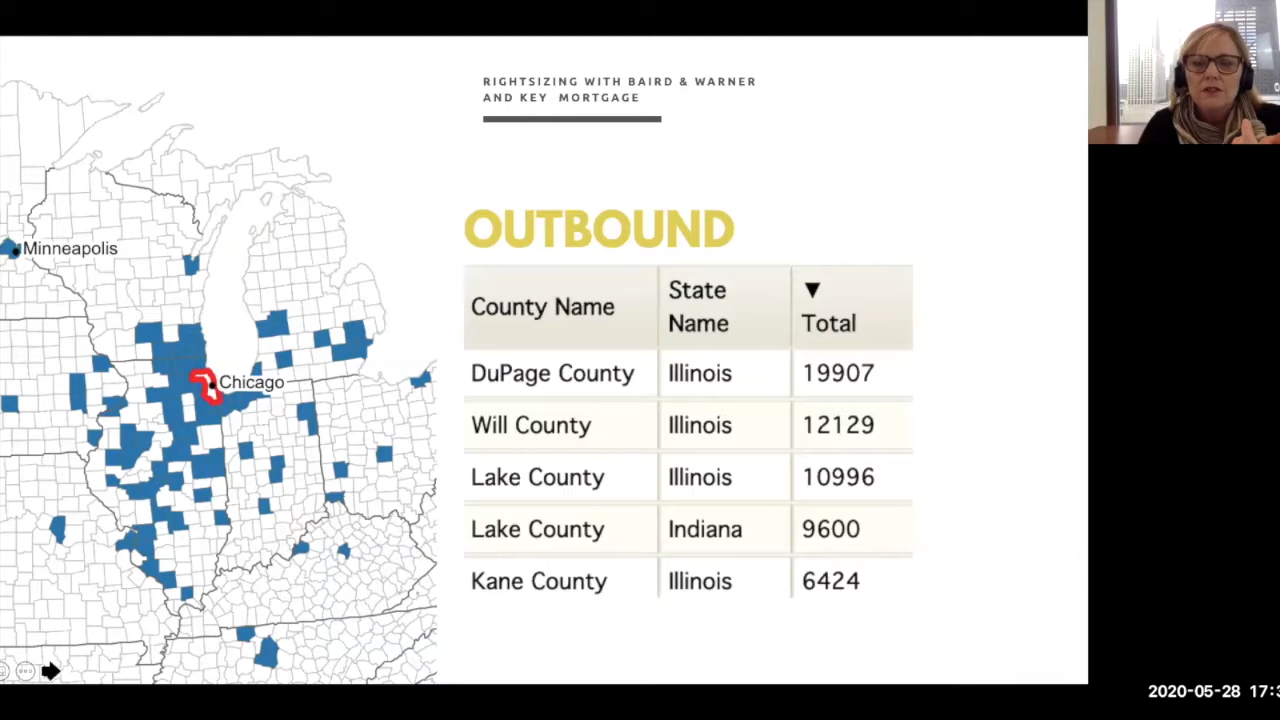 RIGHTSIZING WITH BAIRD & WARNER
AND KEY MORTGAGE
OUTBOUND
County Name State Name ▼ Total
DuPage County Illinois 19907
Will County Illinois 12129
Lake County Illinois 10996
Lake County Indiana 9600
Kane County Illinois 6424
Minneapolis
Chicago
2020-05-28 17:3